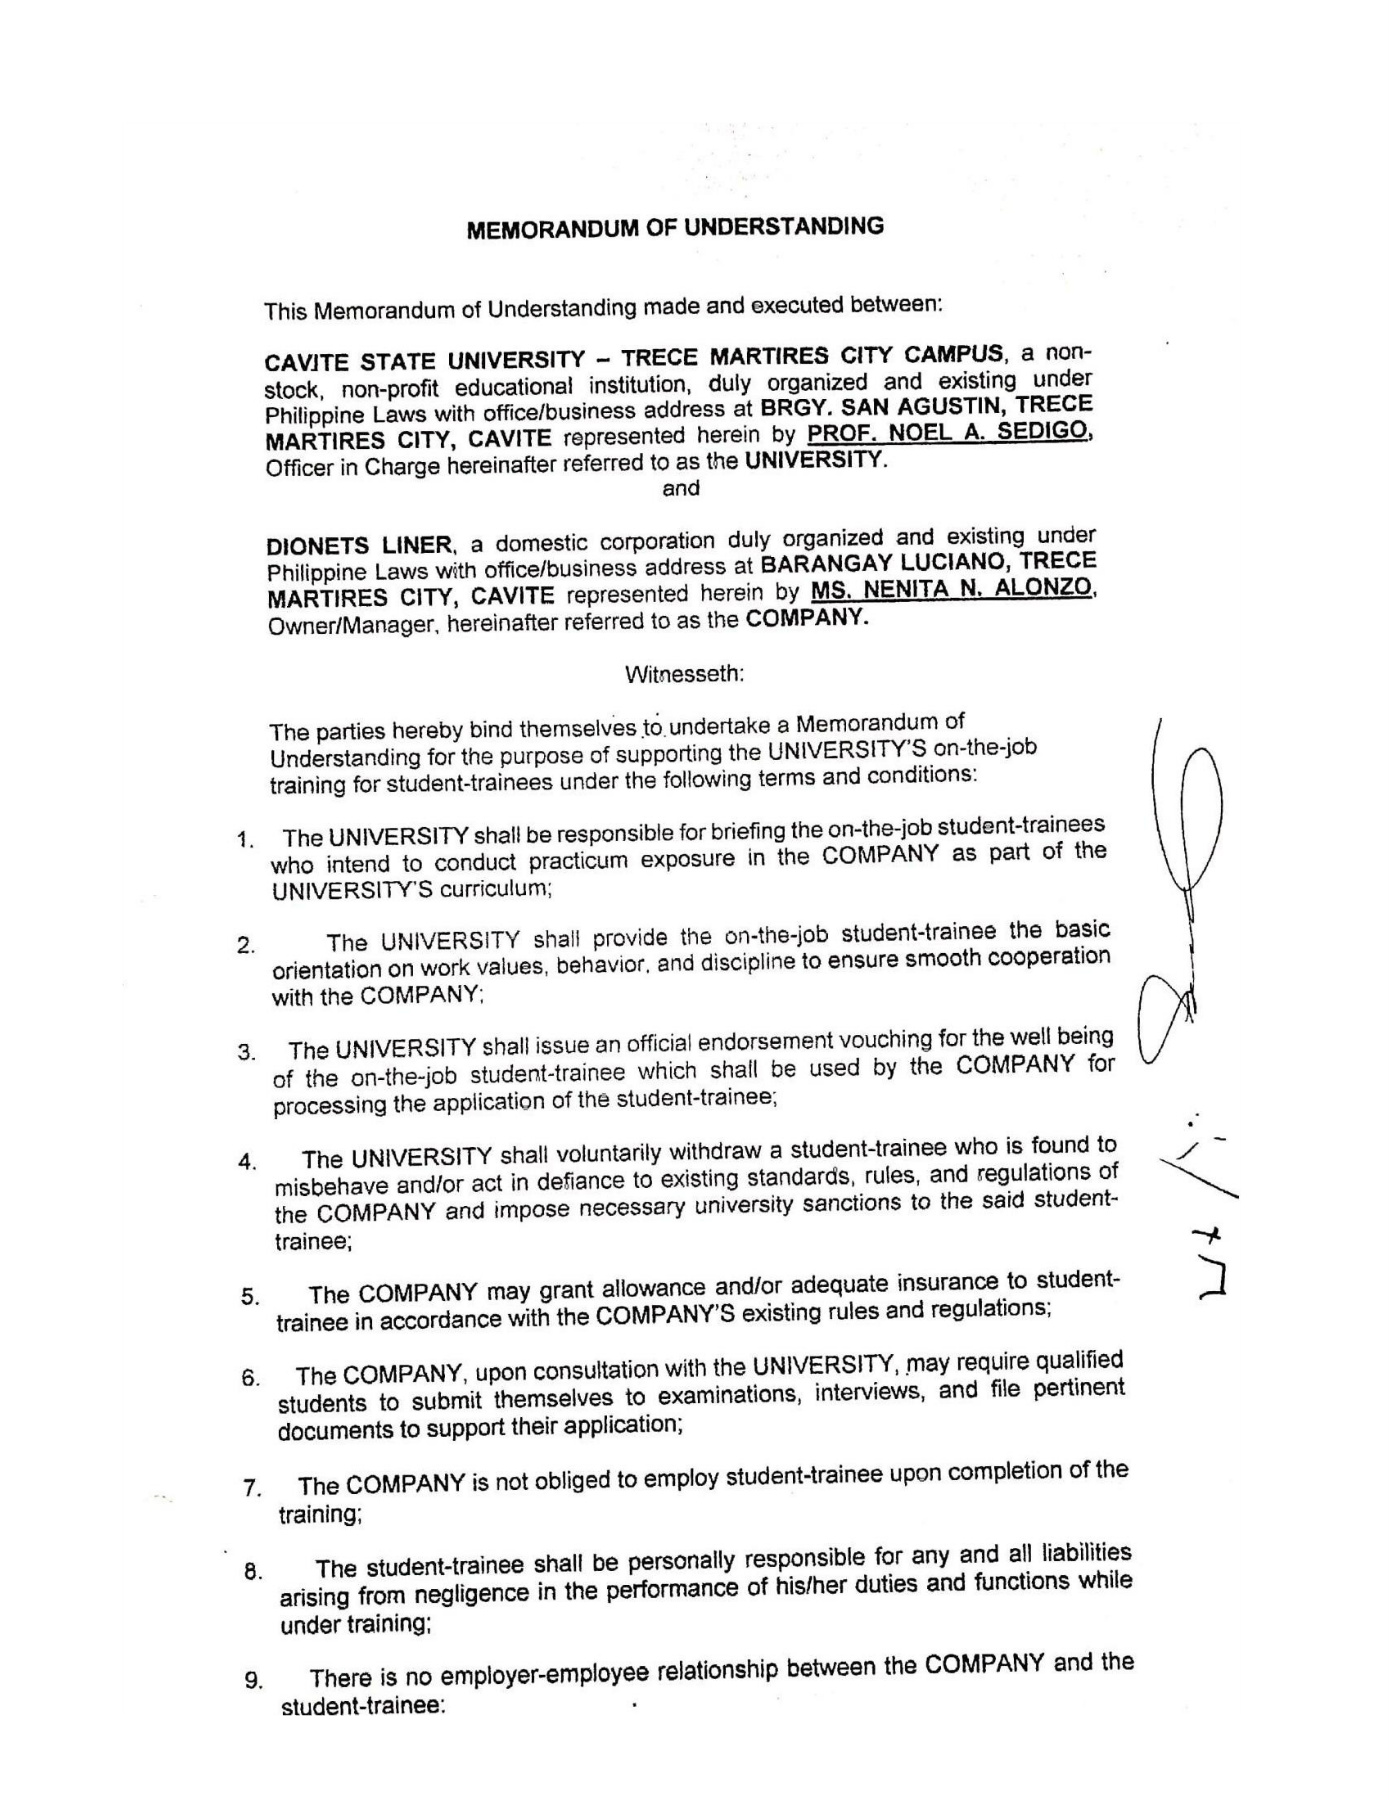 MEMORANDUM OF UNDERSTANDING
This Memorandum of Understanding made and executed between:
CAVITE STATE UNIVERSITY – TRECE MARTIRES CITY CAMPUS, a non-
stock, non-profit educational institution, duly organized and existing under
Philippine Laws with office/business address at BRGY. SAN AGUSTIN, TRECE
MARTIRES CITY, CAVITE represented herein by PROF. NOEL A. SEDIGO,
Officer in Charge hereinafter referred to as the UNIVERSITY.
and
DIONETS LINER, a domestic corporation duly organized and existing under
Philippine Laws with office/business address at BARANGAY LUCIANO, TRECE
MARTIRES CITY, CAVITE represented herein by MS. NENITA N. ALONZO,
Owner/Manager, hereinafter referred to as the COMPANY.
Witnesseth:
The parties hereby bind themselves to undertake a Memorandum of
Understanding for the purpose of supporting the UNIVERSITY'S on-the-job
training for student-trainees under the following terms and conditions:
1. The UNIVERSITY shall be responsible for briefing the on-the-job student-trainees
who intend to conduct practicum exposure in the COMPANY as part of the
UNIVERSITY'S curriculum;
2. The UNIVERSITY shall provide the on-the-job student-trainee the basic
orientation on work values, behavior, and discipline to ensure smooth cooperation
with the COMPANY;
3. The UNIVERSITY shall issue an official endorsement vouching for the well being
of the on-the-job student-trainee which shall be used by the COMPANY for
processing the application of the student-trainee;
4. The UNIVERSITY shall voluntarily withdraw a student-trainee who is found to
misbehave and/or act in defiance to existing standards, rules, and regulations of
the COMPANY and impose necessary university sanctions to the said student-
trainee;
5. The COMPANY may grant allowance and/or adequate insurance to student-
trainee in accordance with the COMPANY'S existing rules and regulations;
6. The COMPANY, upon consultation with the UNIVERSITY, may require qualified
students to submit themselves to examinations, interviews, and file pertinent
documents to support their application;
7. The COMPANY is not obliged to employ student-trainee upon completion of the
training;
8. The student-trainee shall be personally responsible for any and all liabilities
arising from negligence in the performance of his/her duties and functions while
under training;
9. There is no employer-employee relationship between the COMPANY and the
student-trainee: